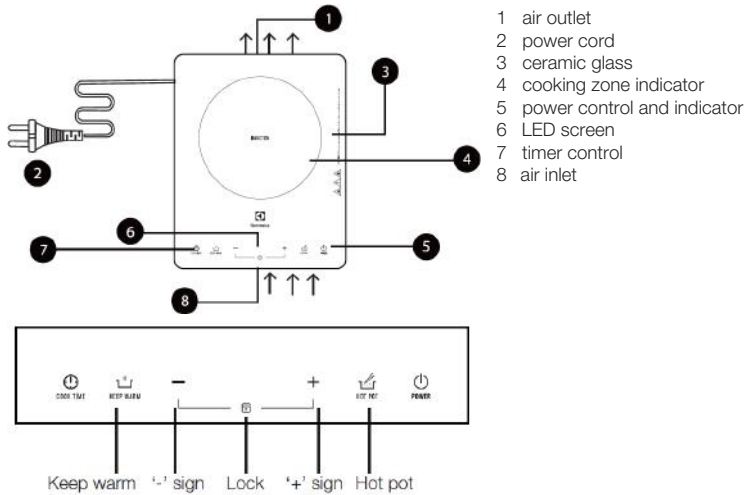 1
1 air outlet
2 power cord
3 ceramic glass
4 cooking zone indicator
5 power control and indicator
6 LED screen
7 timer control
8 air inlet
3
2
4
6
7
5
8
COOK TIME
KEEP WARM
HOT POT
POWER
Keep warm '-' sign Lock '+' sign Hot pot